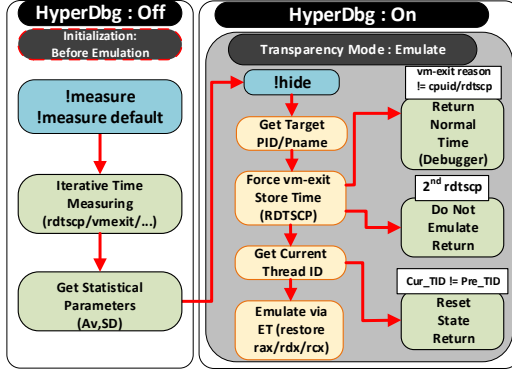 HyperDbg : Off
Initialization:
Before Emulation
!measure
!measure default
Iterative Time
Measuring
(rdtscp/vmexit/...)
Get Statistical
Parameters
(Av,SD)
HyperDbg : On
Transparency Mode : Emulate
!hide
Get Target
PID/Pname
Force vm-exit
Store Time
(RDTSCP)
Get Current
Thread ID
Emulate via
ET (restore
rax/rdx/rcx)
vm-exit reason
!= cpuid/rdtscp
Return
Normal
Time
(Debugger)
2nd rdtscp
Do Not
Emulate
Return
Cur_TID != Pre_TID
Reset
State
Return